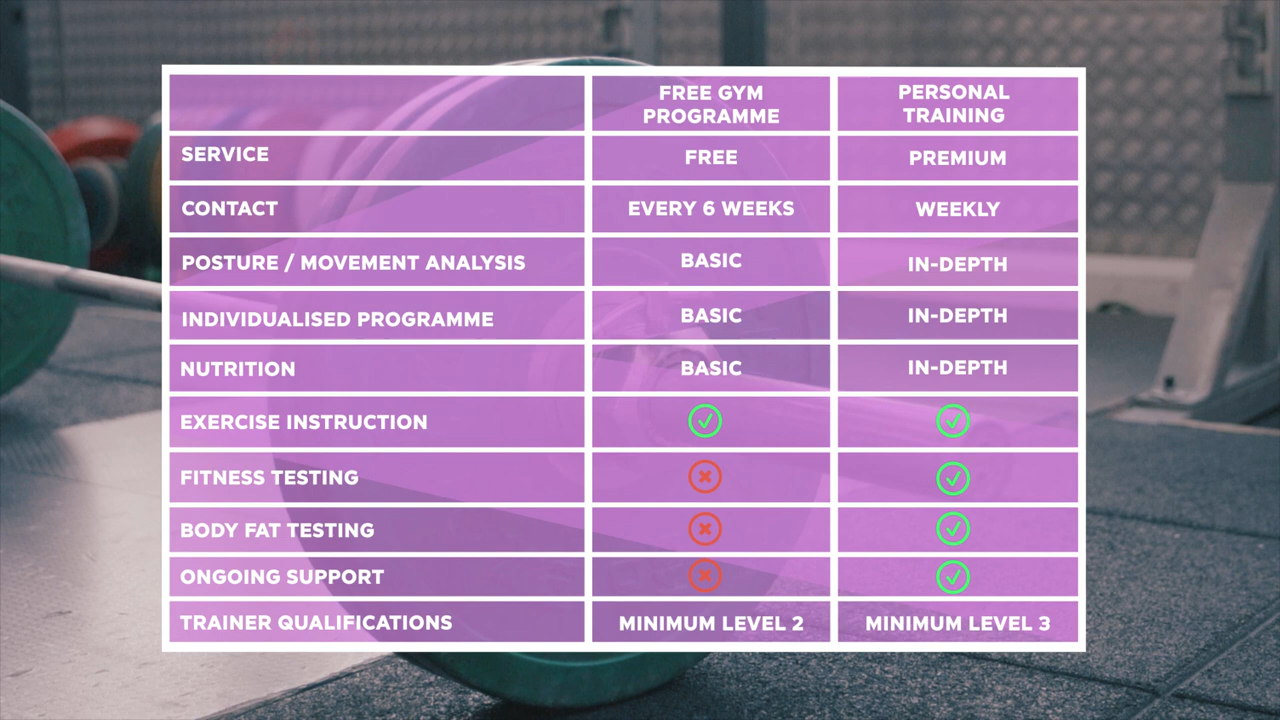 FREE GYM
PROGRAMME
PERSONAL
TRAINING
SERVICE FREE PREMIUM
CONTACT EVERY 6 WEEKS WEEKLY
POSTURE / MOVEMENT ANALYSIS BASIC IN-DEPTH
INDIVIDUALISED PROGRAMME BASIC IN-DEPTH
NUTRITION BASIC IN-DEPTH
EXERCISE INSTRUCTION
FITNESS TESTING
BODY FAT TESTING
ONGOING SUPPORT
TRAINER QUALIFICATIONS MINIMUM LEVEL 2 MINIMUM LEVEL 3